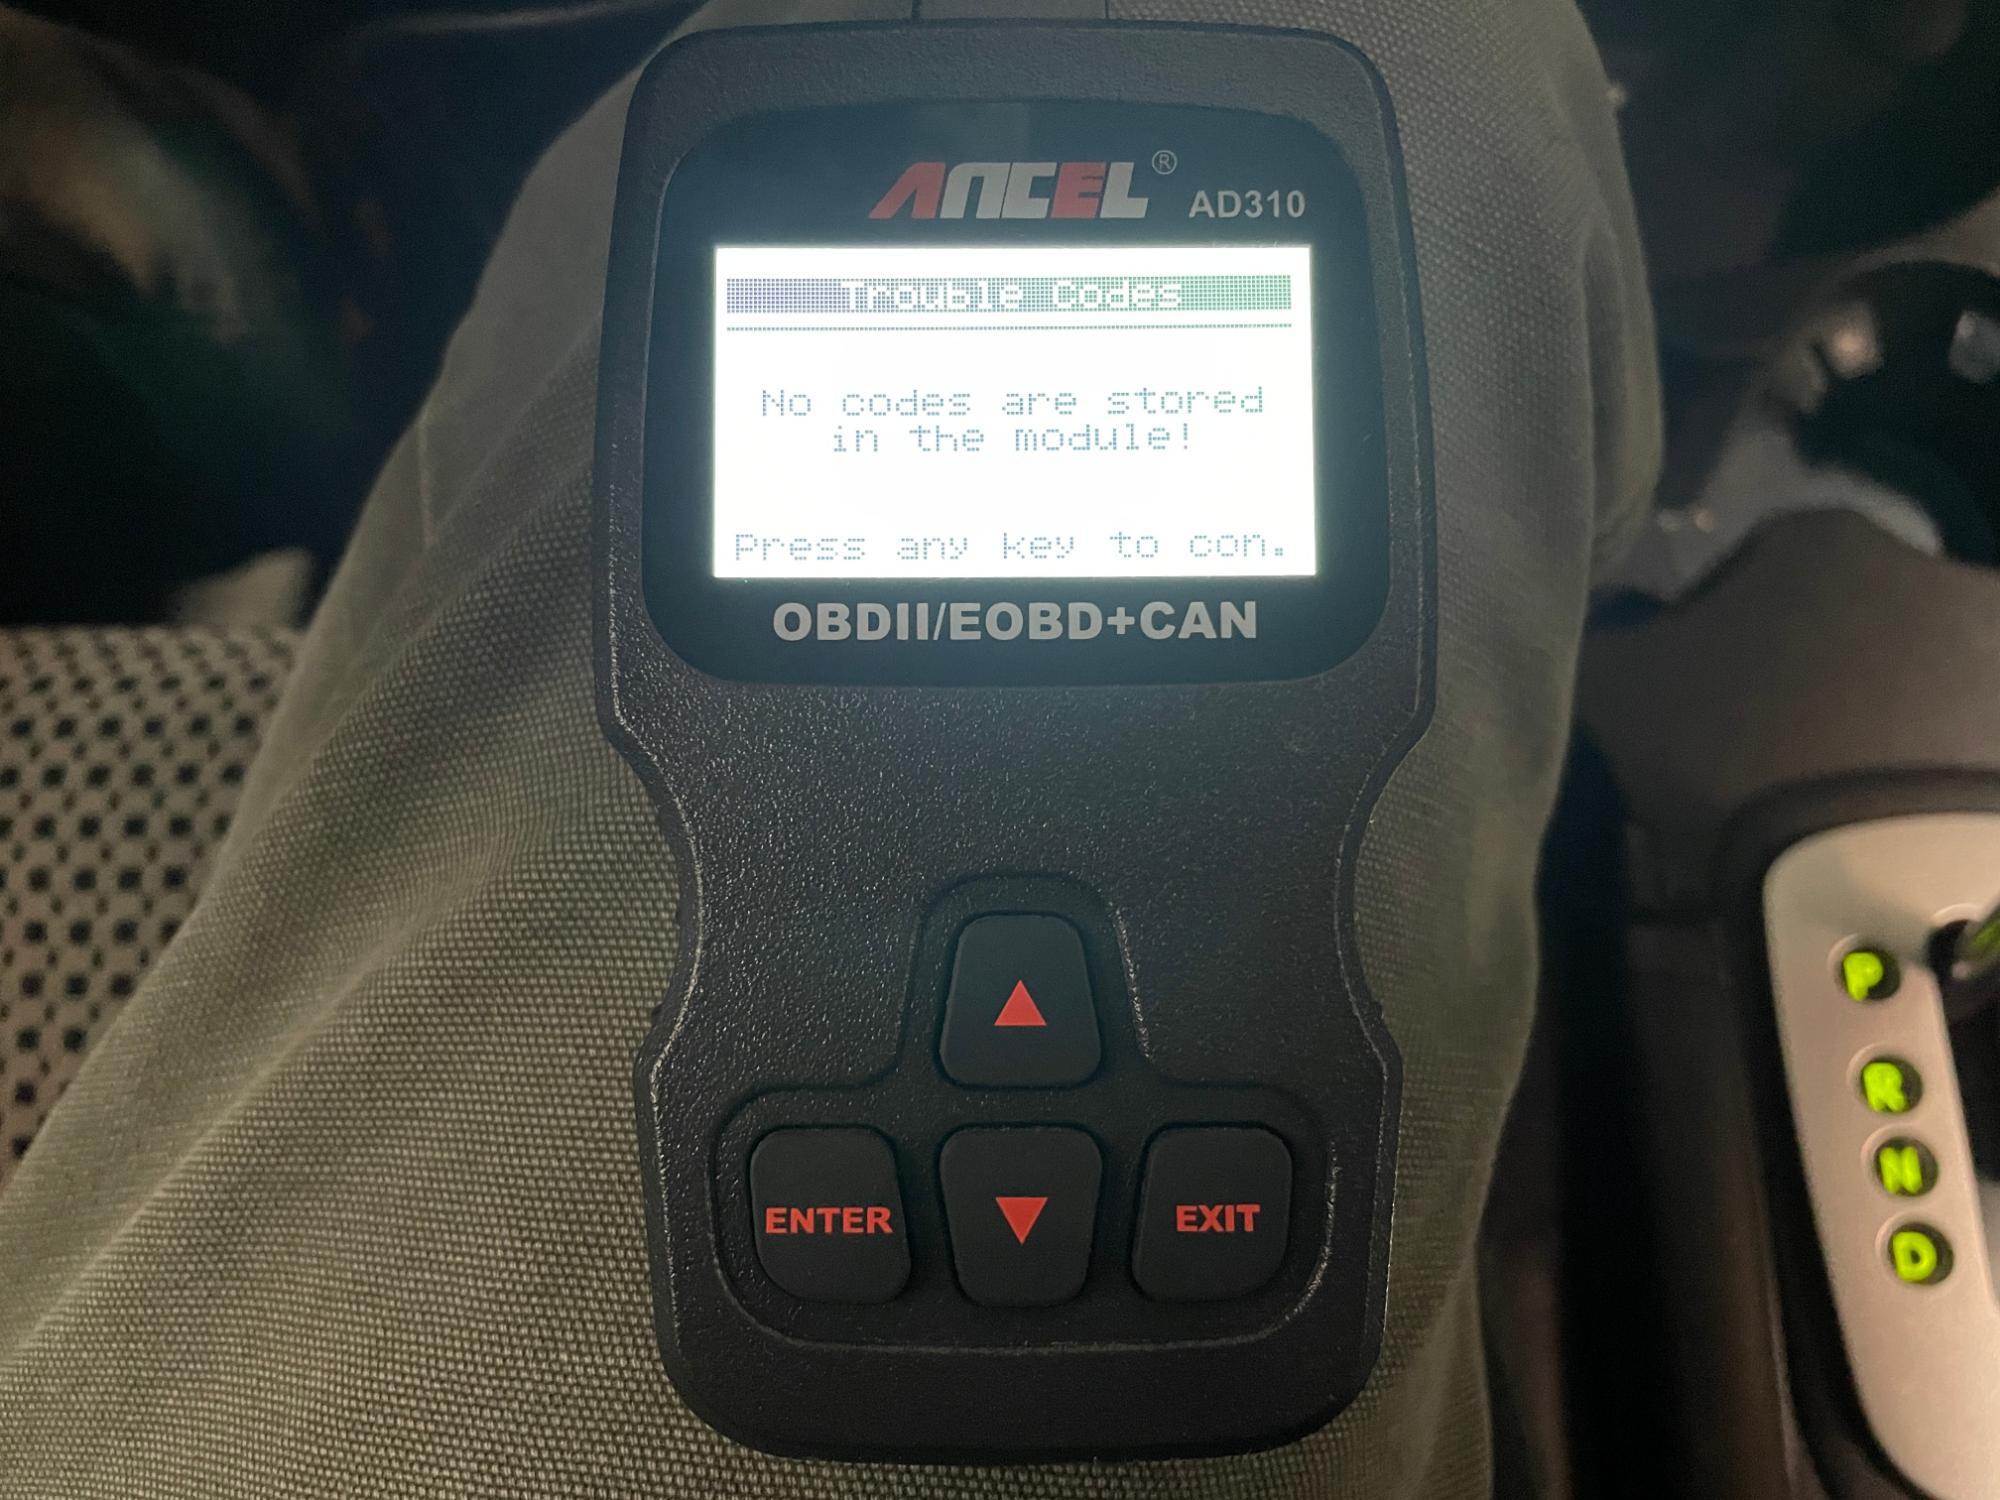 ANCEL® AD310
Trouble Codes
No codes are stored
in the module!
Press any key to con.
OBDII/EOBD+CAN
ENTER
EXIT
P
R
N
D